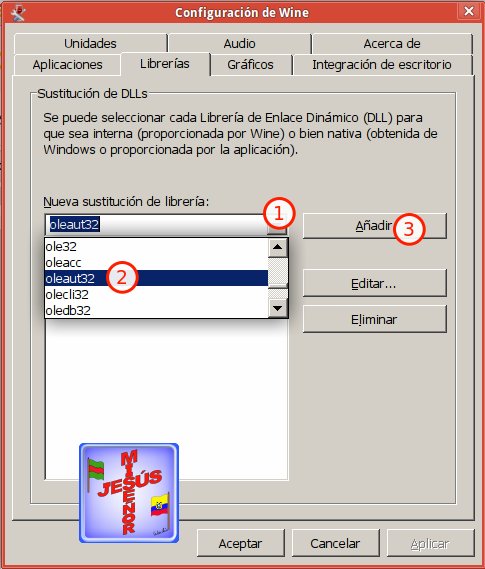 Configuración de Wine
Unidades
Audio
Acerca de
Aplicaciones
Librerías
Gráficos
Integración de escritorio
Sustitución de DLLs
Se puede seleccionar cada Librería de Enlace Dinámico (DLL) para
que sea interna (proporcionada por Wine) o bien nativa (obtenida de
Windows o proporcionada por la aplicación).
Nueva sustitución de librería:
oleaut32
1
Añadir
3
ole32
oleacc
oleaut32
2
olecli32
oledb32
Editar...
Eliminar
JESÚS
MISEÑOR
Aceptar
Cancelar
Aplicar